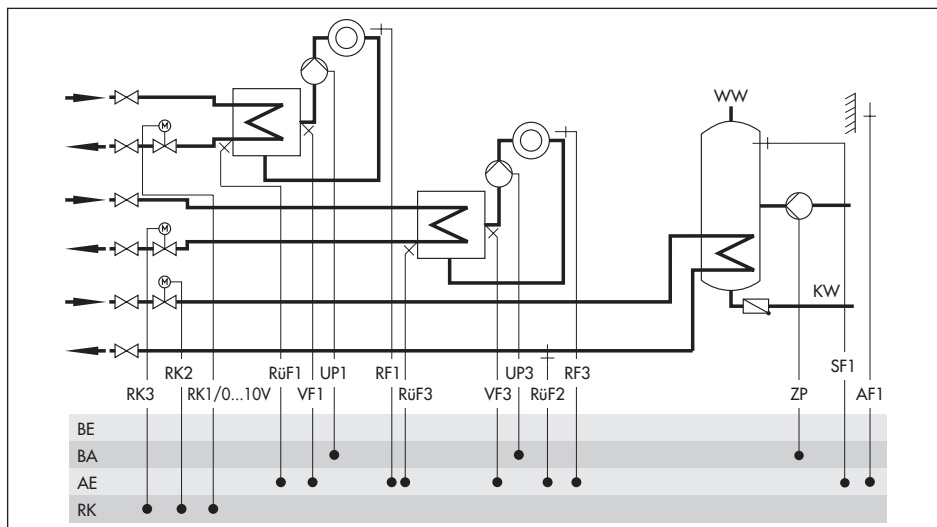 M
WW
M
M
KW
RK2 RüF1 UP1 RF1 UP3 RF3 SF1
RK3 RK1/0...10V VF1 RüF3 VF3 RüF2 ZP AF1
BE
BA
AE
RK